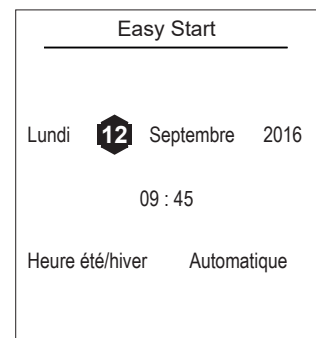 Easy Start
Lundi 12 Septembre 2016
09 : 45
Heure été/hiver Automatique